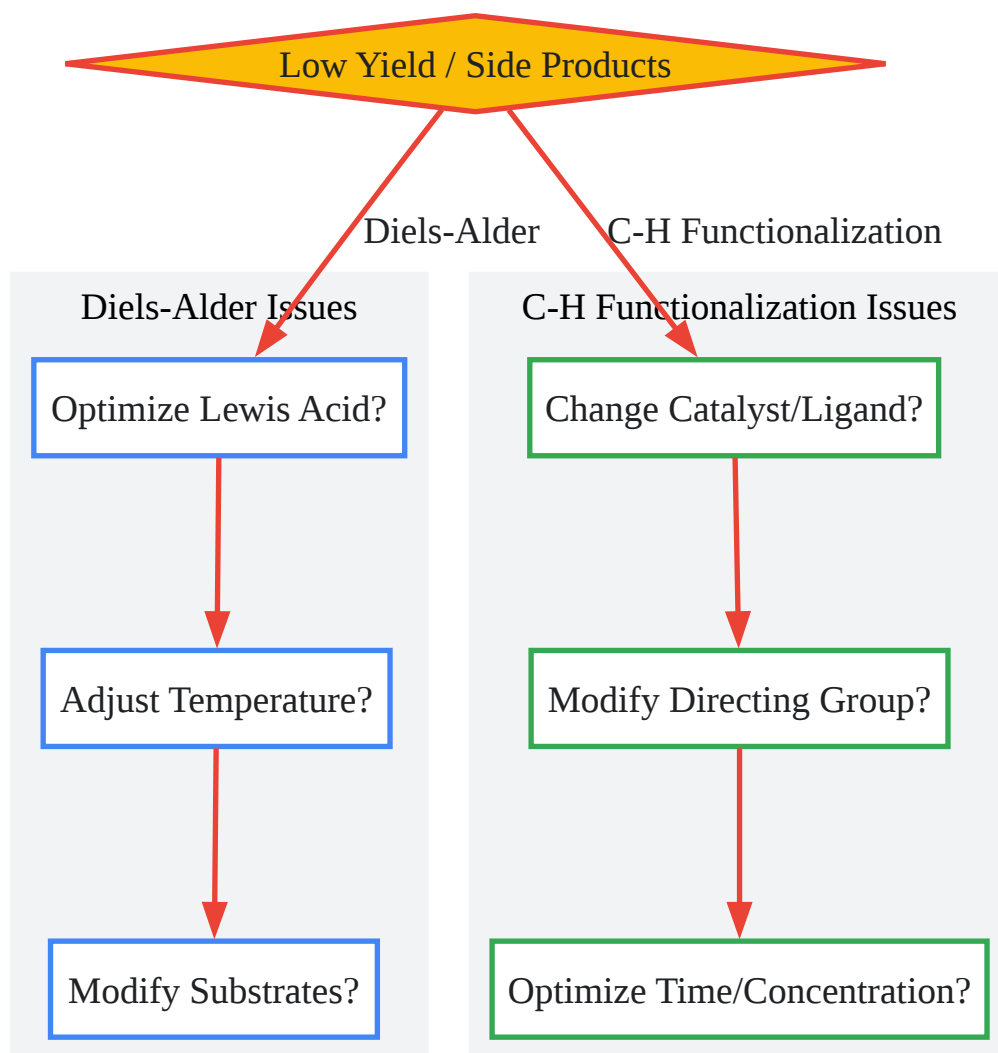 Low Yield / Side Products
Diels-Alder
C-H Functionalization
Diels-Alder Issues
C-H Functionalization Issues
Optimize Lewis Acid?
Change Catalyst/Ligand?
Adjust Temperature?
Modify Directing Group?
Modify Substrates?
Optimize Time/Concentration?